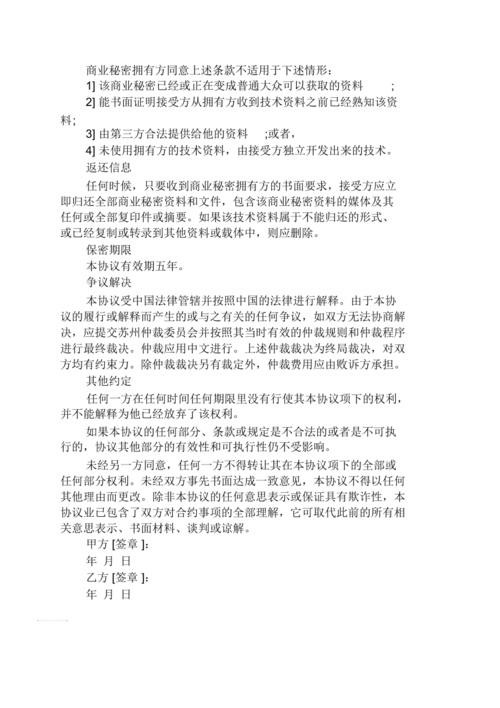 商业秘密拥有方同意上述条款不适用于下述情形：
1] 该商业秘密已经或正在变成普通大众可以获取的资料 ;
2] 能书面证明接受方从拥有方收到技术资料之前已经熟知该资
料;
3] 由第三方合法提供给他的资料 ;或者,
4] 未使用拥有方的技术资料，由接受方独立开发出来的技术。
返还信息
任何时候，只要收到商业秘密拥有方的书面要求，接受方应立
即归还全部商业秘密资料和文件，包含该商业秘密资料的媒体及其
任何或全部复印件或摘要。如果该技术资料属于不能归还的形式、
或已经复制或转录到其他资料或载体中，则应删除。
保密期限
本协议有效期五年。
争议解决
本协议受中国法律管辖并按照中国的法律进行解释。由于本协
议的履行或解释而产生的或与之有关的任何争议，如双方无法协商解
决，应提交苏州仲裁委员会并按照其当时有效的仲裁规则和仲裁程序
进行最终裁决。仲裁应用中文进行。上述仲裁裁决为终局裁决，对双
方均有约束力。除仲裁裁决另有裁定外，仲裁费用应由败诉方承担。
其他约定
任何一方在任何时间任何期限里没有行使其本协议项下的权利，
并不能解释为他已经放弃了该权利。
如果本协议的任何部分、条款或规定是不合法的或者是不可执
行的，协议其他部分的有效性和可执行性仍不受影响。
未经另一方同意，任何一方不得转让其在本协议项下的全部或
任何部分权利。未经双方事先书面达成一致意见，本协议不得以任何
其他理由而更改。除非本协议的任何意思表示或保证具有欺诈性，本
协议业已包含了双方对合约事项的全部理解，它可取代此前的所有相
关意思表示、书面材料、谈判或谅解。
甲方 [签章 ]：
年 月 日
乙方 [签章 ]：
年 月 日